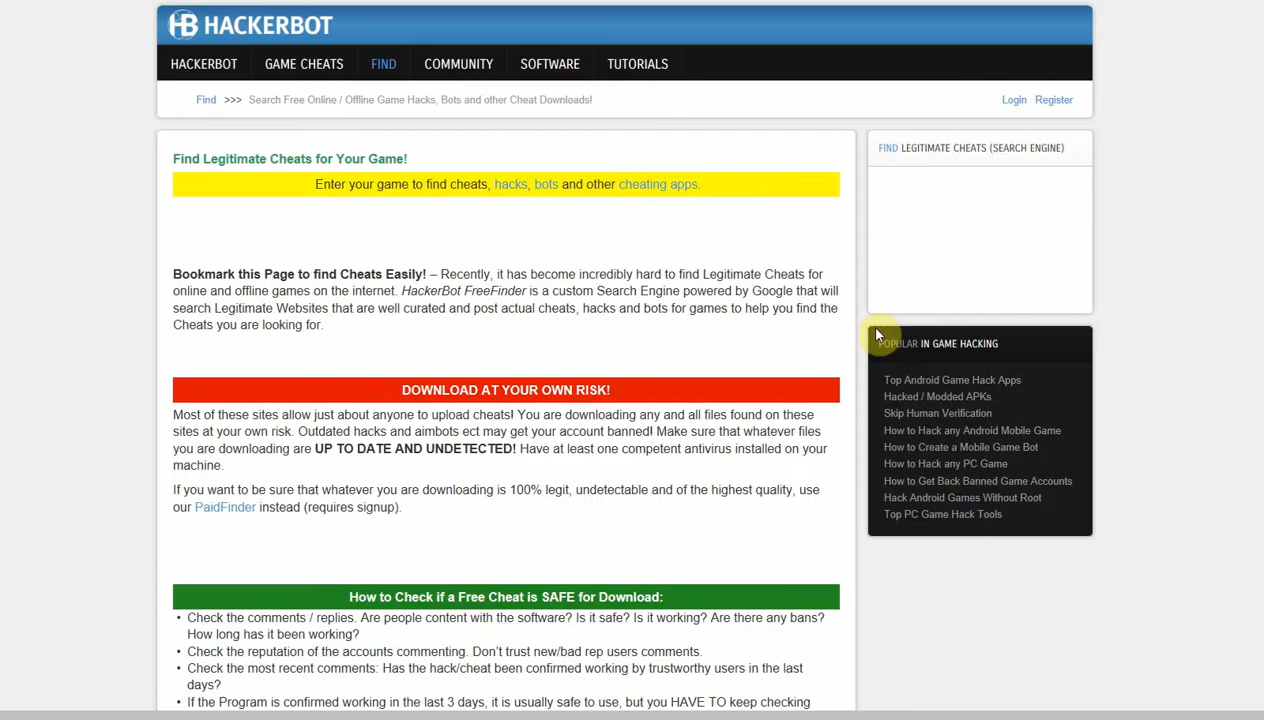 HB HACKERBOT
HACKERBOT GAME CHEATS FIND COMMUNITY SOFTWARE TUTORIALS
Find >>> Search Free Online / Offline Game Hacks, Bots and other Cheat Downloads!
Login Register
Find Legitimate Cheats for Your Game!
Enter your game to find cheats, hacks, bots and other cheating apps.
Bookmark this Page to find Cheats Easily! – Recently, it has become incredibly hard to find Legitimate Cheats for
online and offline games on the internet. HackerBot FreeFinder is a custom Search Engine powered by Google that will
search Legitimate Websites that are well curated and post actual cheats, hacks and bots for games to help you find the
Cheats you are looking for.
DOWNLOAD AT YOUR OWN RISK!
Most of these sites allow just about anyone to upload cheats! You are downloading any and all files found on these
sites at your own risk. Outdated hacks and aimbots ect may get your account banned! Make sure that whatever files
you are downloading are UP TO DATE AND UNDETECTED! Have at least one competent antivirus installed on your
machine.
If you want to be sure that whatever you are downloading is 100% legit, undetectable and of the highest quality, use
our PaidFinder instead (requires signup).
How to Check if a Free Cheat is SAFE for Download:
• Check the comments / replies. Are people content with the software? Is it safe? Is it working? Are there any bans?
How long has it been working?
• Check the reputation of the accounts commenting. Don't trust new/bad rep users comments.
• Check the most recent comments: Has the hack/cheat been confirmed working by trustworthy users in the last
days?
• If the Program is confirmed working in the last 3 days, it is usually safe to use, but you HAVE TO keep checking
FIND LEGITIMATE CHEATS (SEARCH ENGINE)
POPULAR IN GAME HACKING
Top Android Game Hack Apps
Hacked / Modded APKs
Skip Human Verification
How to Hack any Android Mobile Game
How to Create a Mobile Game Bot
How to Hack any PC Game
How to Get Back Banned Game Accounts
Hack Android Games Without Root
Top PC Game Hack Tools